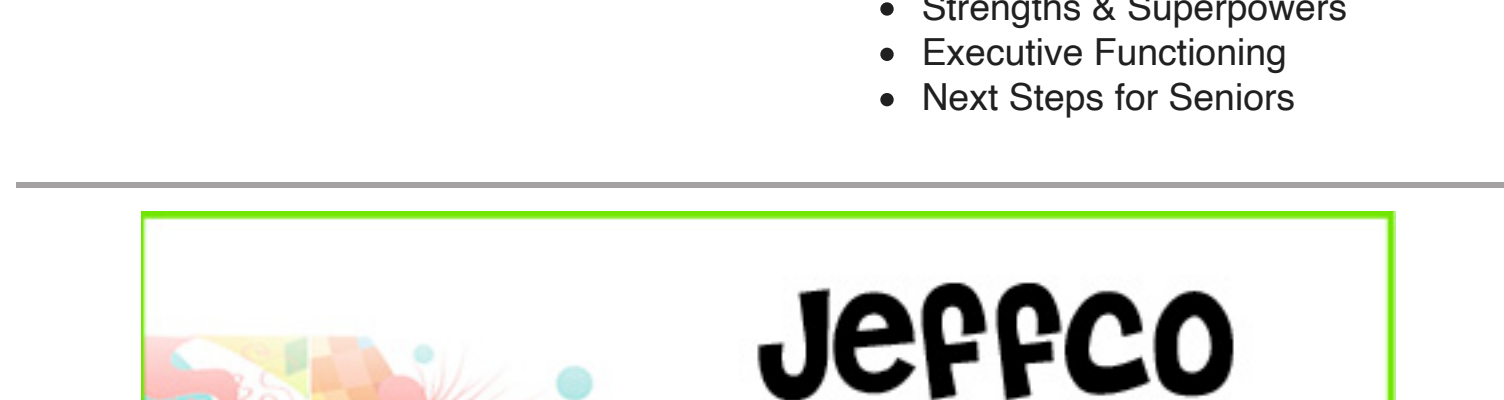 Strengths & Superpowers
Executive Functioning
Next Steps for Seniors
Jeffco